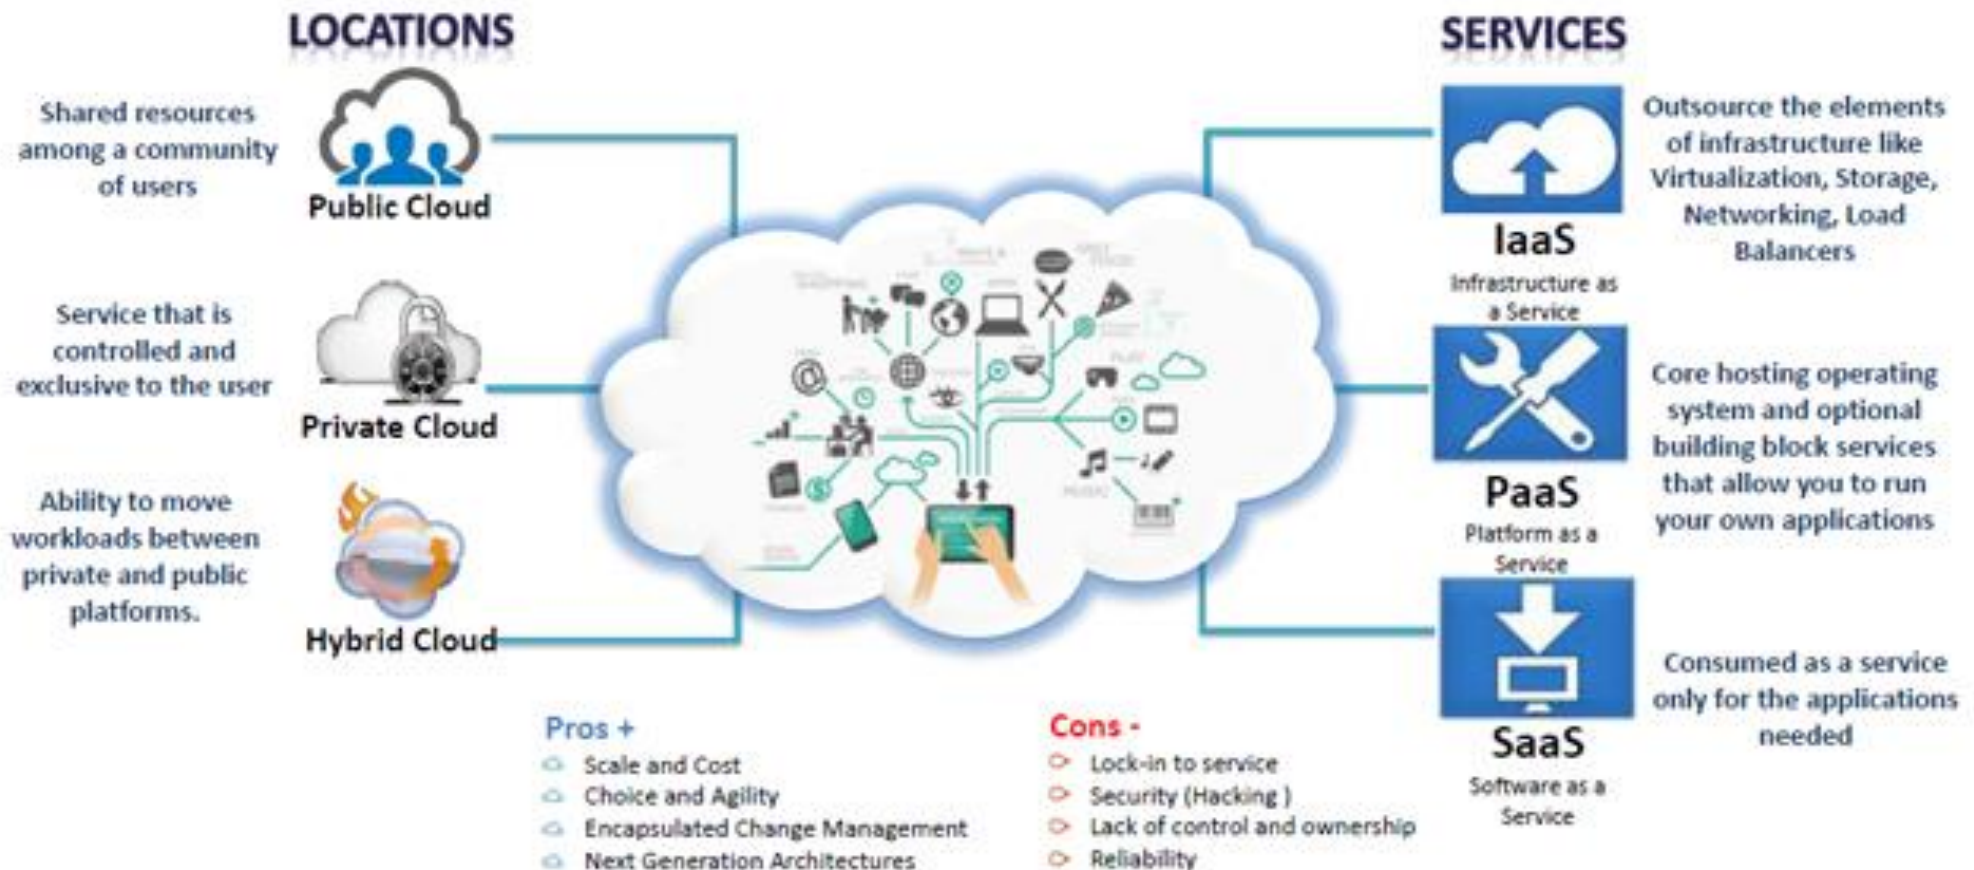 LOCATIONS
Shared resources
among a community
of users
Public Cloud
Service that is
controlled and
exclusive to the user
Private Cloud
Ability to move
workloads between
private and public
platforms.
Hybrid Cloud
SERVICES
IaaS
Infrastructure as
a Service
Outsource the elements
of infrastructure like
Virtualization, Storage,
Networking, Load
Balancers
PaaS
Platform as a
Service
Core hosting operating
system and optional
building block services
that allow you to run
your own applications
SaaS
Software as a
Service
Consumed as a service
only for the applications
needed
Pros +
Scale and Cost
Choice and Agility
Encapsulated Change Management
Next Generation Architectures
Cons -
Lock-in to service
Security (Hacking )
Lack of control and ownership
Reliability